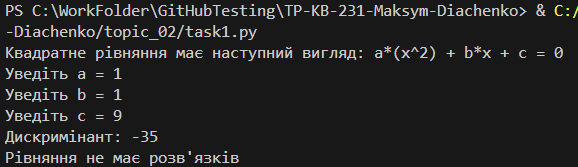 PS C:\WorkFolder\GitHubTesting\TP-KB-231-Maksym-Diachenko> & C:/
-Diachenko/topic_02/task1.py
Квадратне рівняння має наступний вигляд: a*(x^2) + b*x + c = 0
Уведіть a = 1
Уведіть b = 1
Уведіть c = 9
Дискримінант: -35
Рівняння не має розв'язків